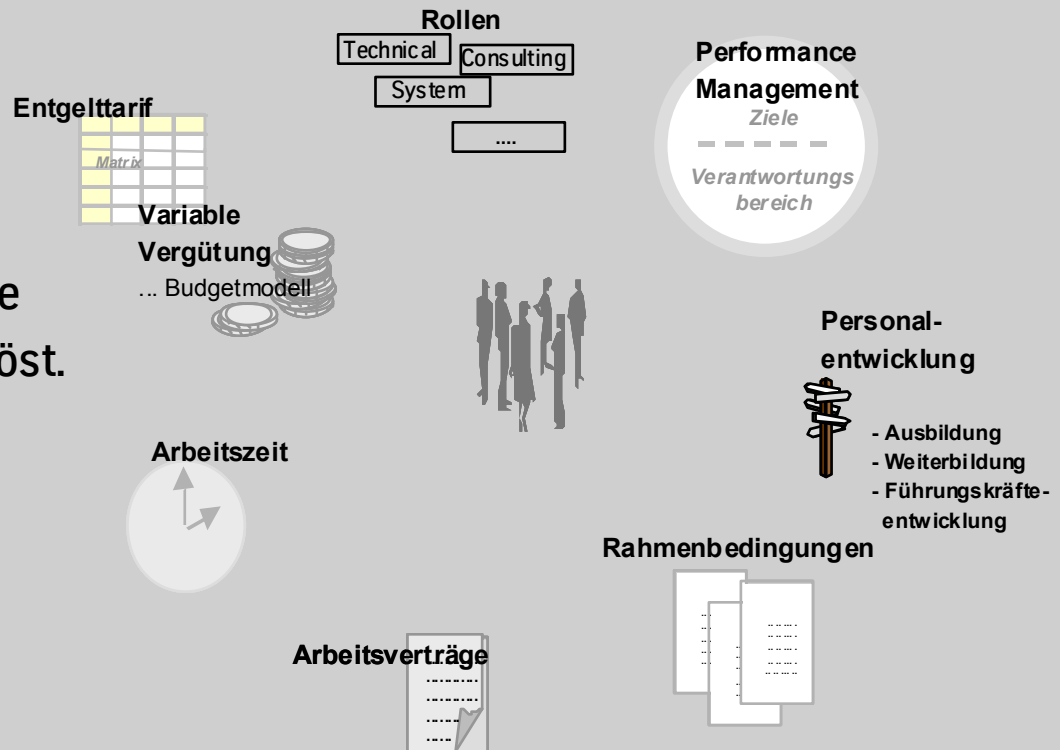 Rollen
Technical
Consulting
System
....
Performance
Management
Ziele
Verantwortungs
bereich
Entgelttarif
Matrix
Variable
Vergütung
... Budgetmodell
e
öst.
Personal-
entwicklung
- Ausbildung
- Weiterbildung
- Führungskräfte-
entwicklung
Arbeitszeit
Rahmenbedingungen
Arbeitsverträge